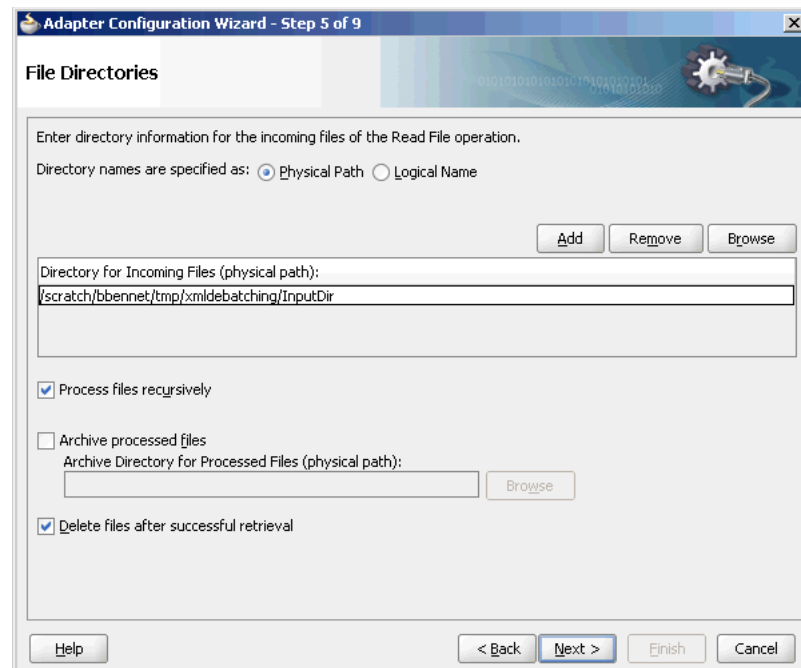 Adapter Configuration Wizard - Step 5 of 9
File Directories
Enter directory information for the incoming files of the Read File operation.
Directory names are specified as: Physical Path Logical Name
Add Remove Browse
Directory for Incoming Files (physical path):
/scratch/bbennet/tmp/xmldebatching/InputDir
Process files recursively
Archive processed files
Archive Directory for Processed Files (physical path):
Browse
Delete files after successful retrieval
Help < Back Next > Finish Cancel